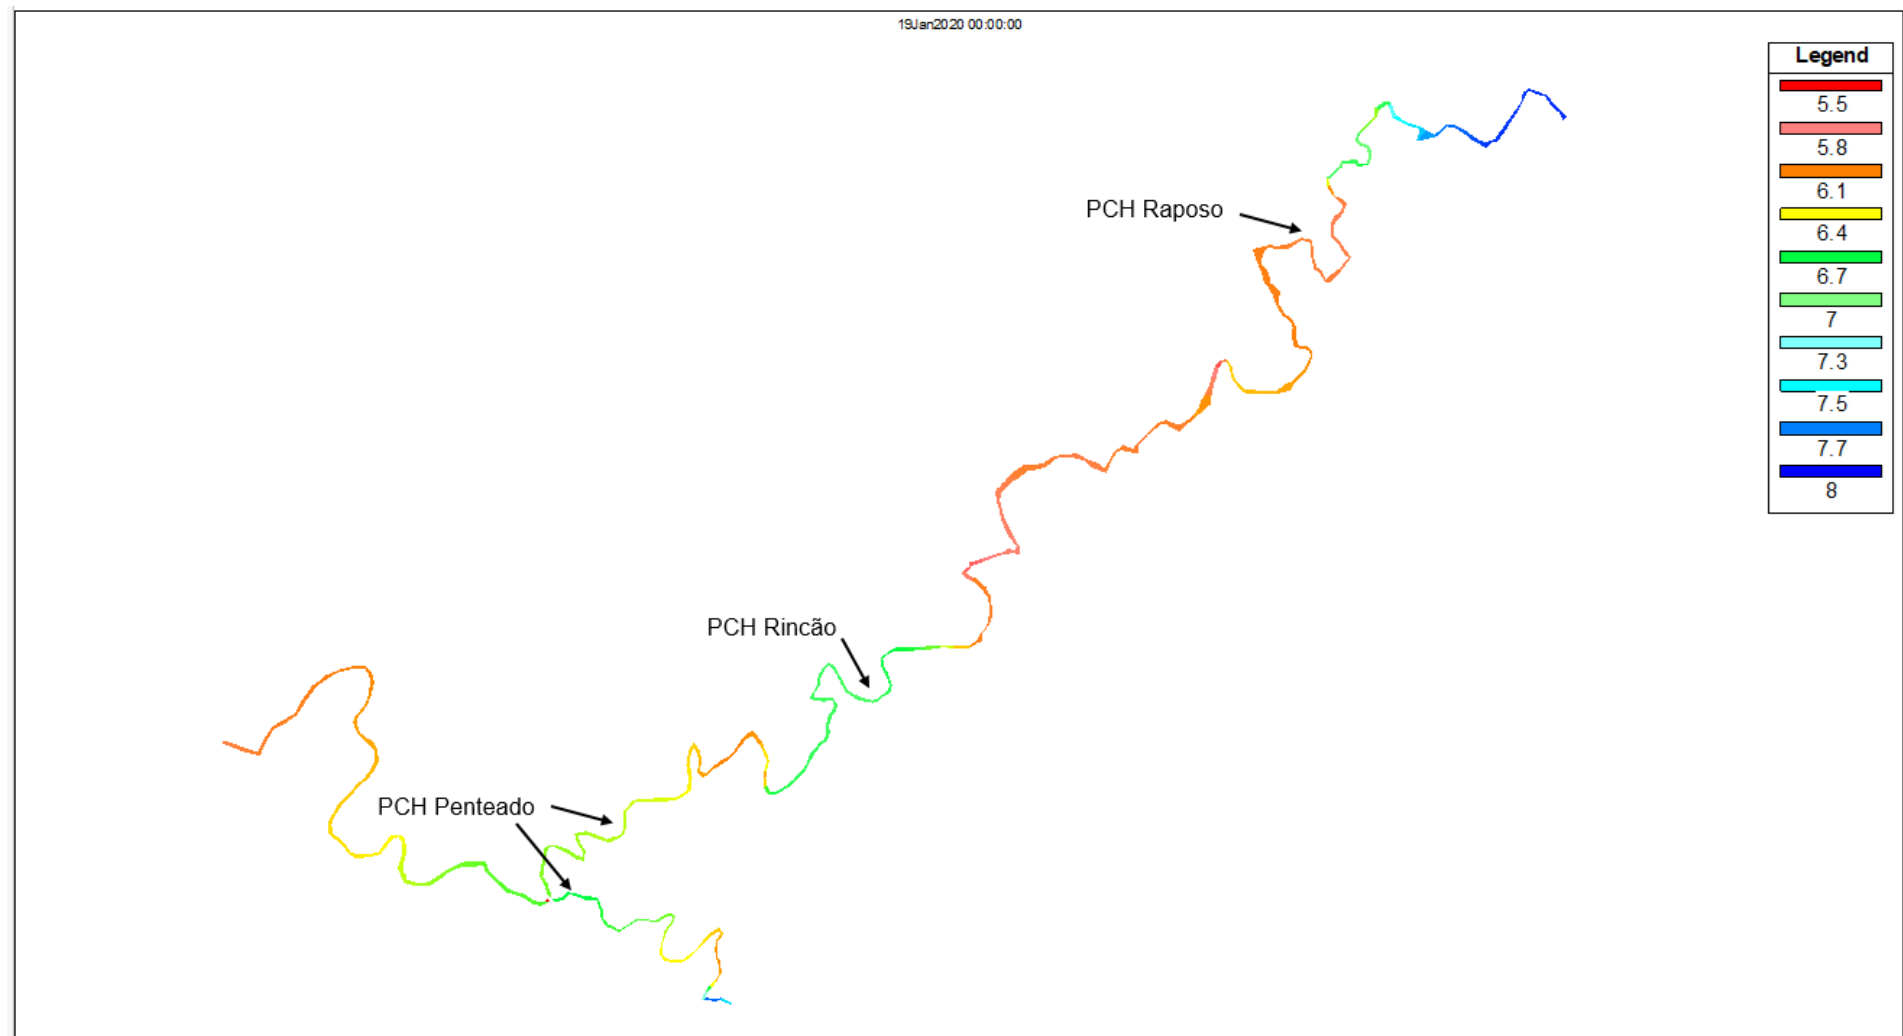 19Jan2020 00:00:00
Legend
5.5
5.8
6.1
6.4
6.7
7
7.3
7.5
7.7
8
PCH Raposo
PCH Rincão
PCH Penteado